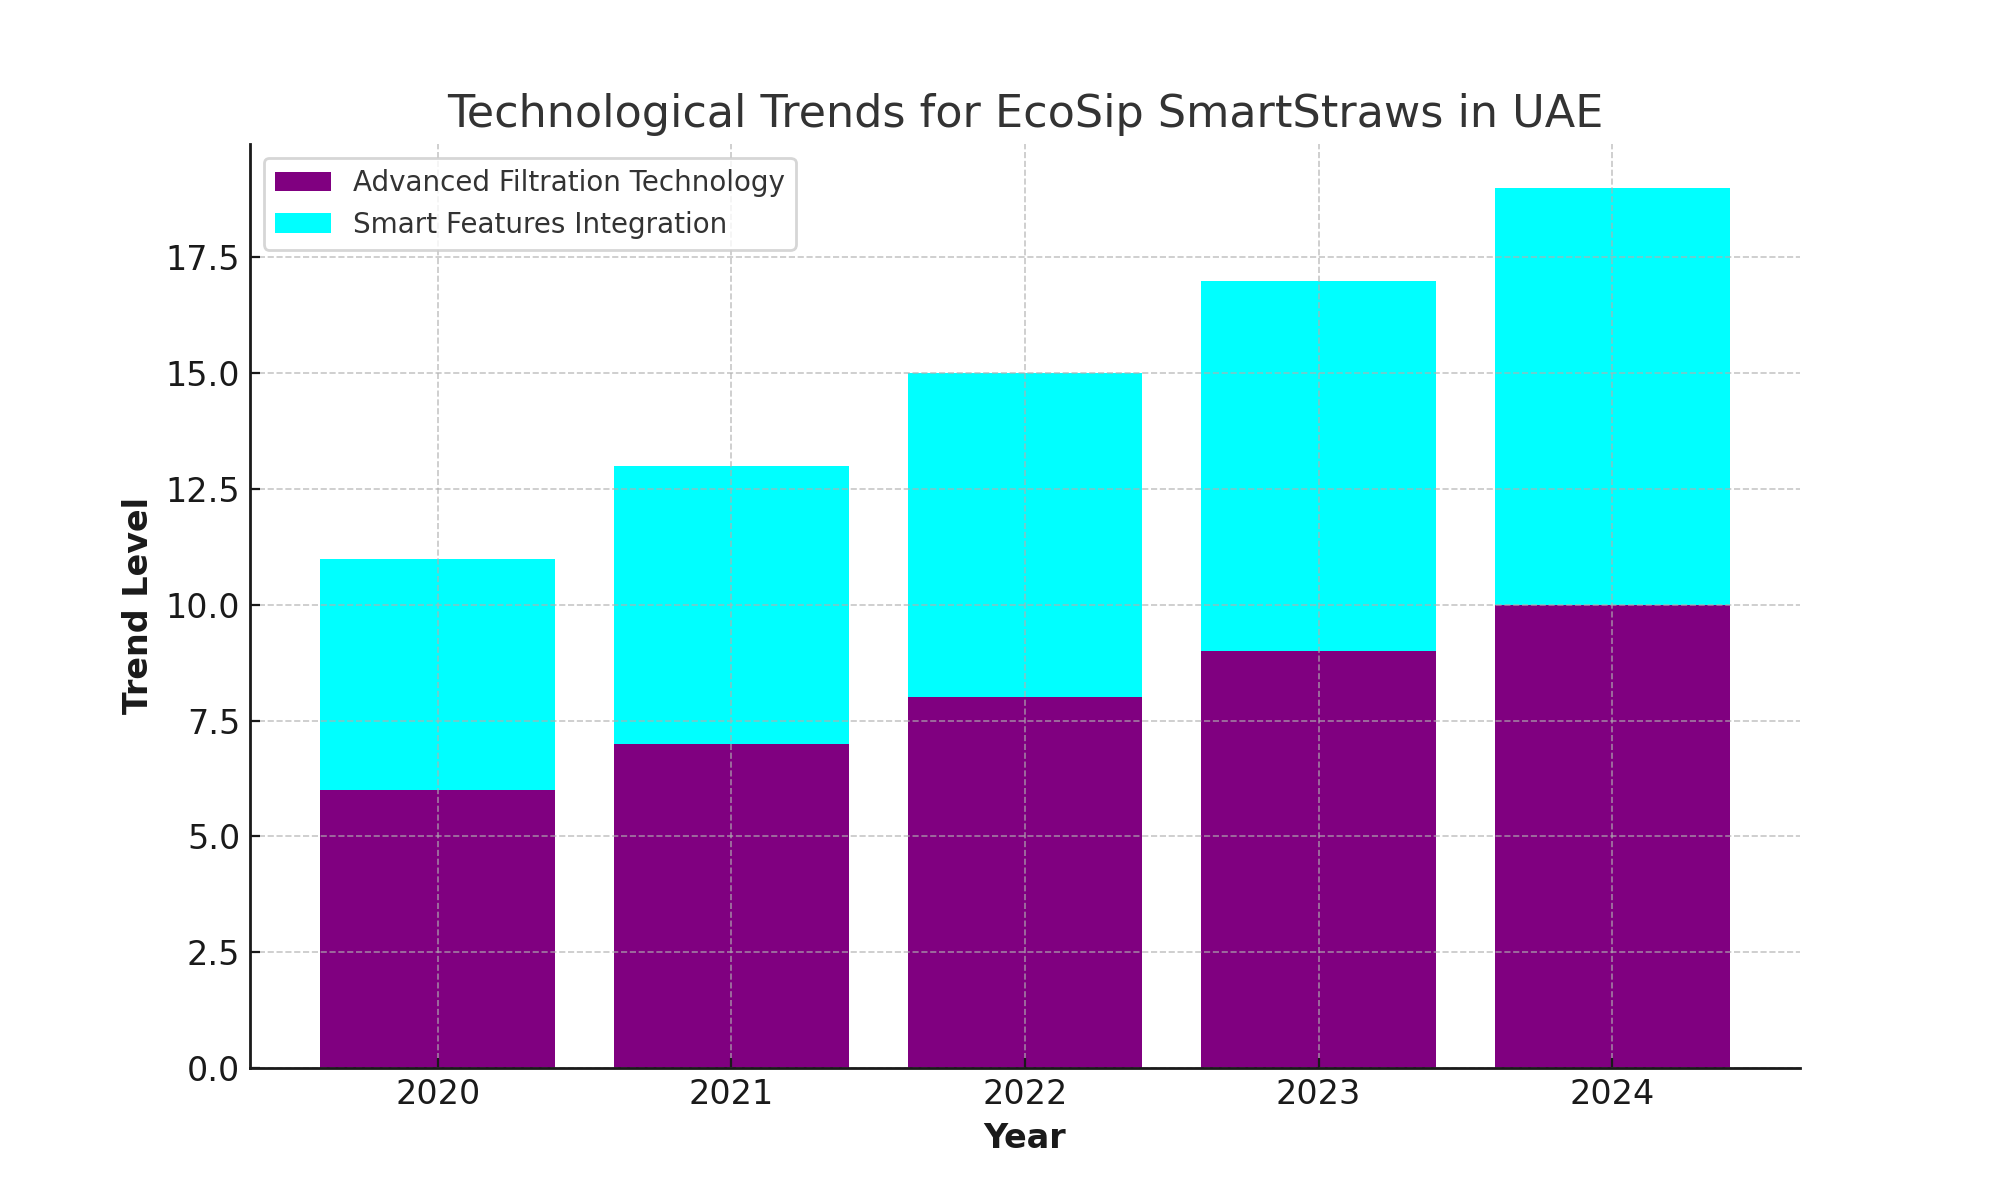 Technological Trends for EcoSip SmartStraws in UAE
Advanced Filtration Technology
Smart Features Integration
17.5
15.0
12.5
10.0
7.5
5.0
2.5
0.0
Trend Level
2020 2021 2022 2023 2024
Year